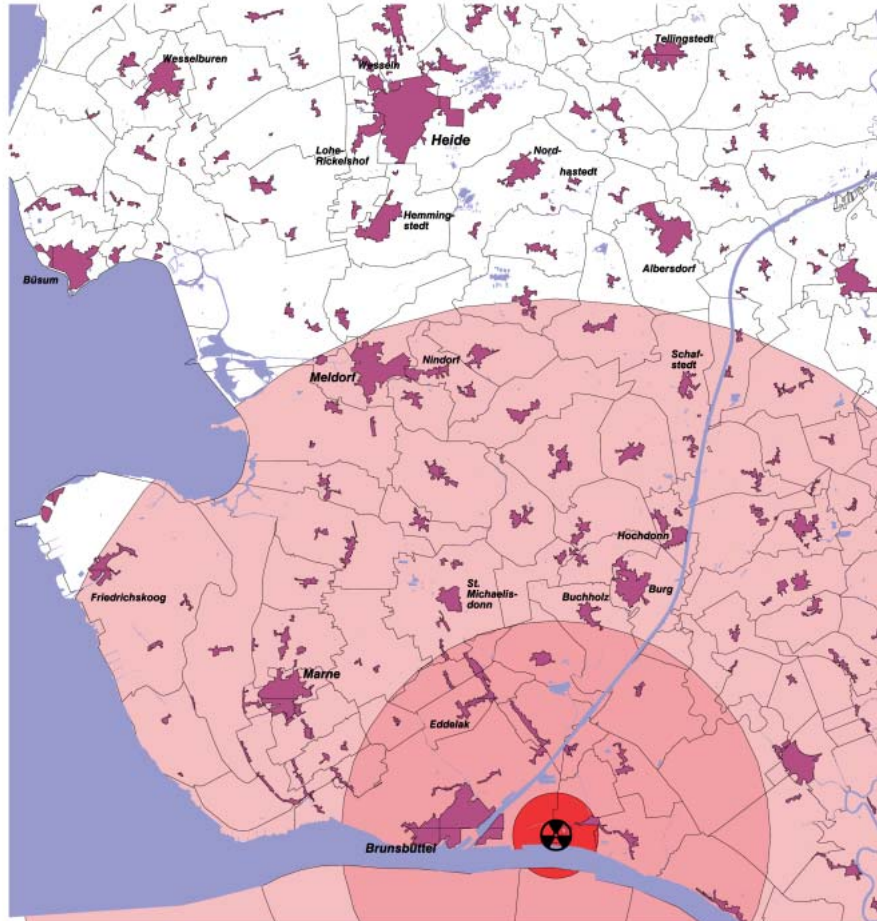 Tellingstedt
Wesselburen
Wesseln
Heide
Lohe-
Rickelshof
Nord-
hastedt
Hemming-
stedt
Albersdorf
Büsum
Schaf-
stedt
Nindorf
Meldorf
Hochdonn
St.
Michaelis-
donn
Buchholz
Burg
Friedrichskoog
Marne
Eddelak
Brunsbüttel